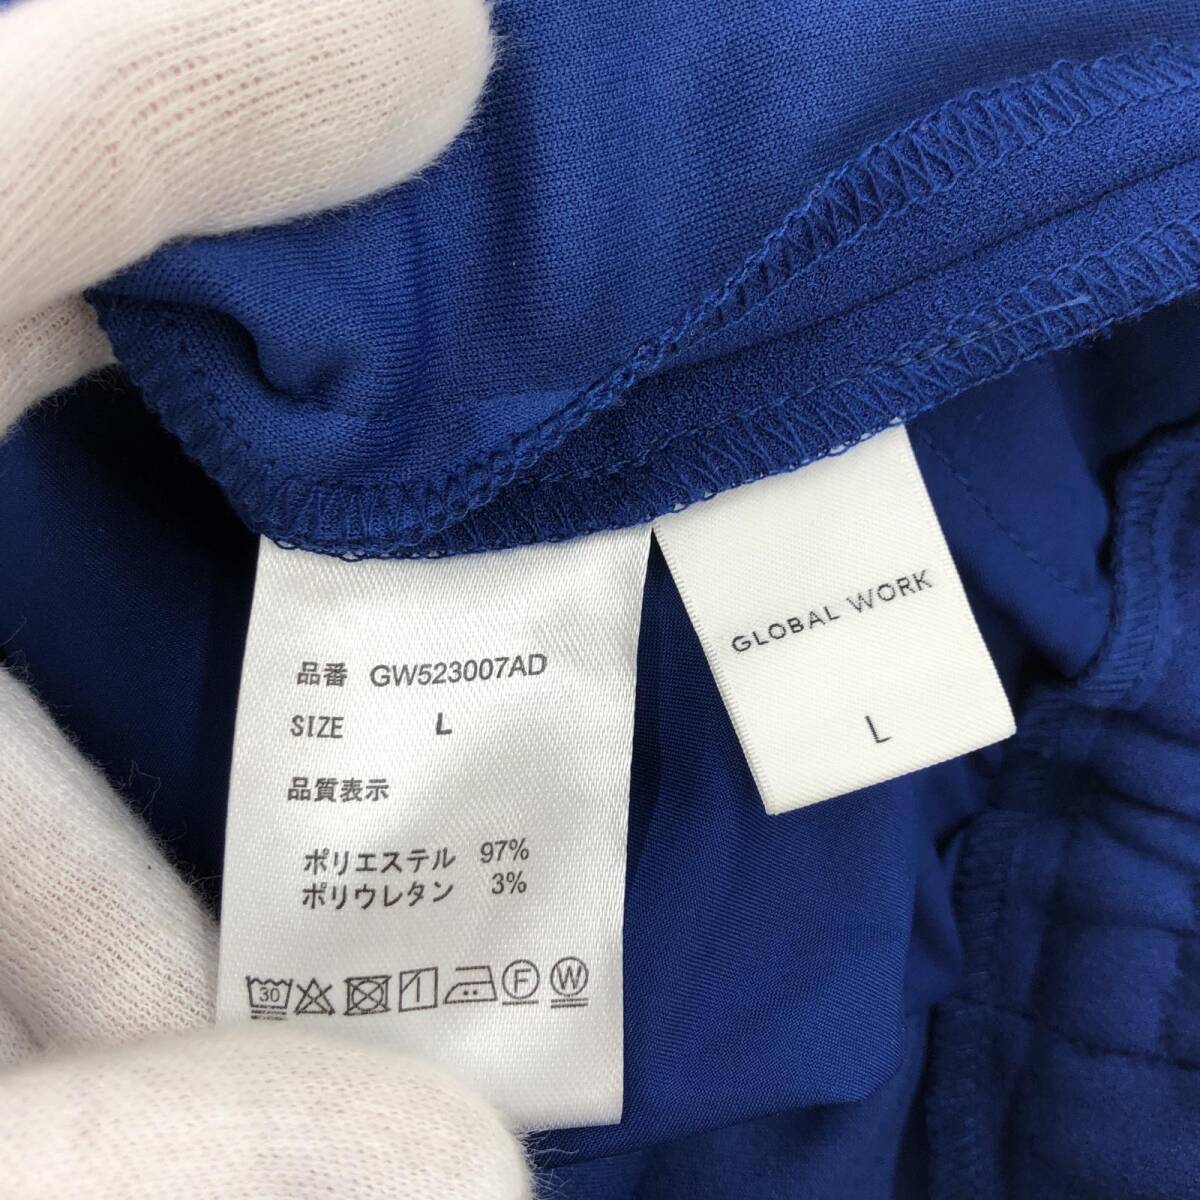 品番 GW523007AD
SIZE L
品質表示
ポリエステル 97%
ポリウレタン 3%
30 F W
GLOBAL WORK
L